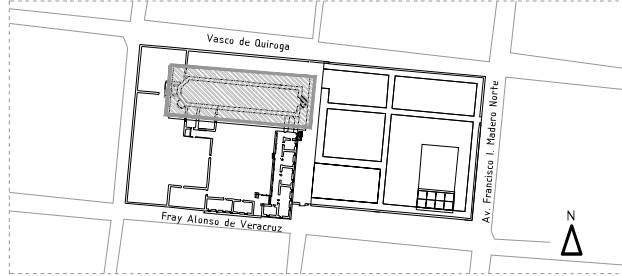 Vasco de Quiroga
Av. Francisco I. Madero Norte
Fray Alonso de Veracruz
N